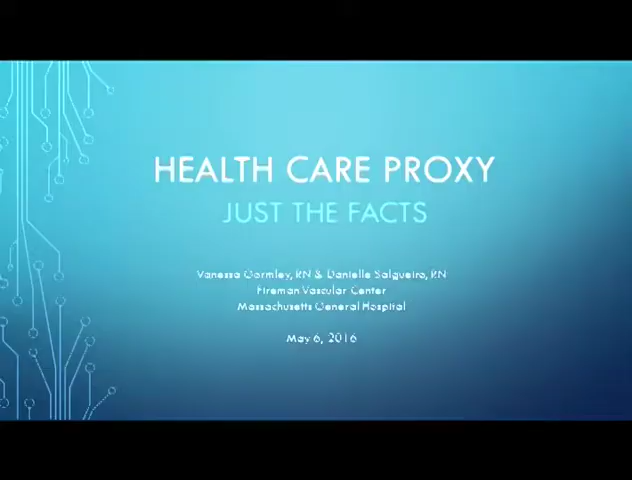 HEALTH CARE PROXY
JUST THE FACTS
Vanessa Gormley, RN & Danielle Salgueiro, RN
Fireman Vascular Center
Massachusetts General Hospital
May 6, 2016